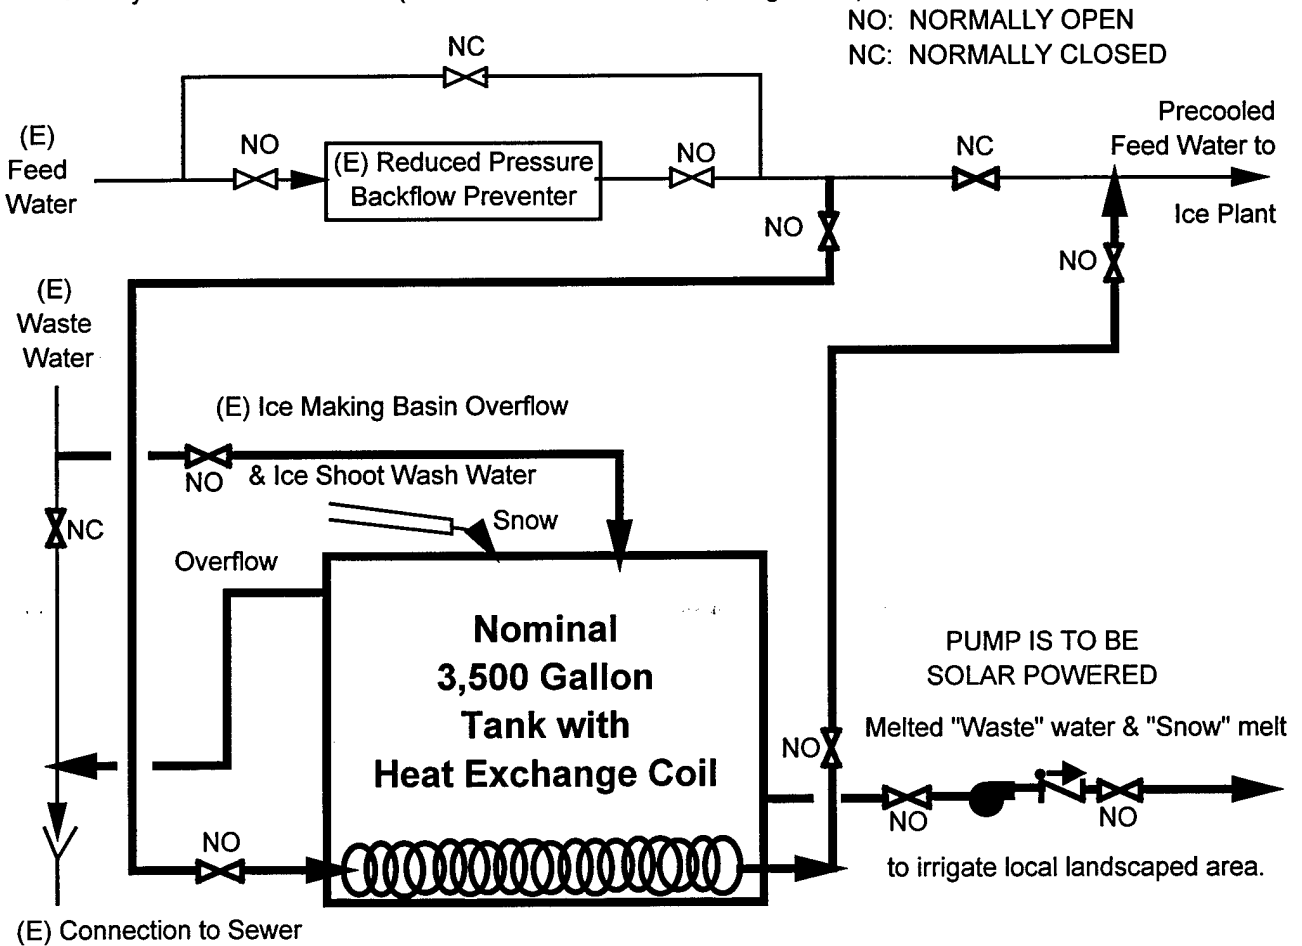 NO: NORMALLY OPEN
NC: NORMALLY CLOSED
NC
(E)
Feed
Water
NO
(E) Reduced Pressure
Backflow Preventer
NO
NC
Precooled
Feed Water to
Ice Plant
NO
NO
(E)
Waste
Water
(E) Ice Making Basin Overflow
NO
& Ice Shoot Wash Water
NC
Snow
Overflow
Nominal
3,500 Gallon
Tank with
Heat Exchange Coil
PUMP IS TO BE
SOLAR POWERED
Melted "Waste" water & "Snow" melt
NO
NO
NO
to irrigate local landscaped area.
NO
(E) Connection to Sewer